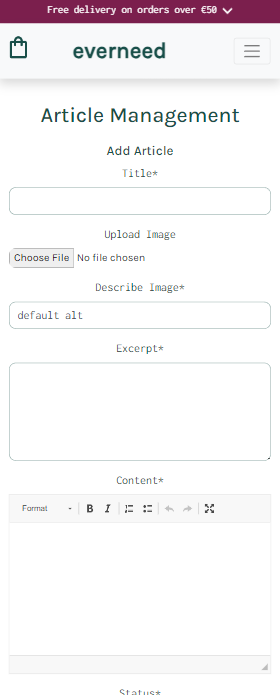 Free delivery on orders over €50
everneed
Article Management
Add Article
Title*
Upload Image
Choose File No file chosen
Describe Image*
default alt
Excerpt*
Content*
Format B I
Status*